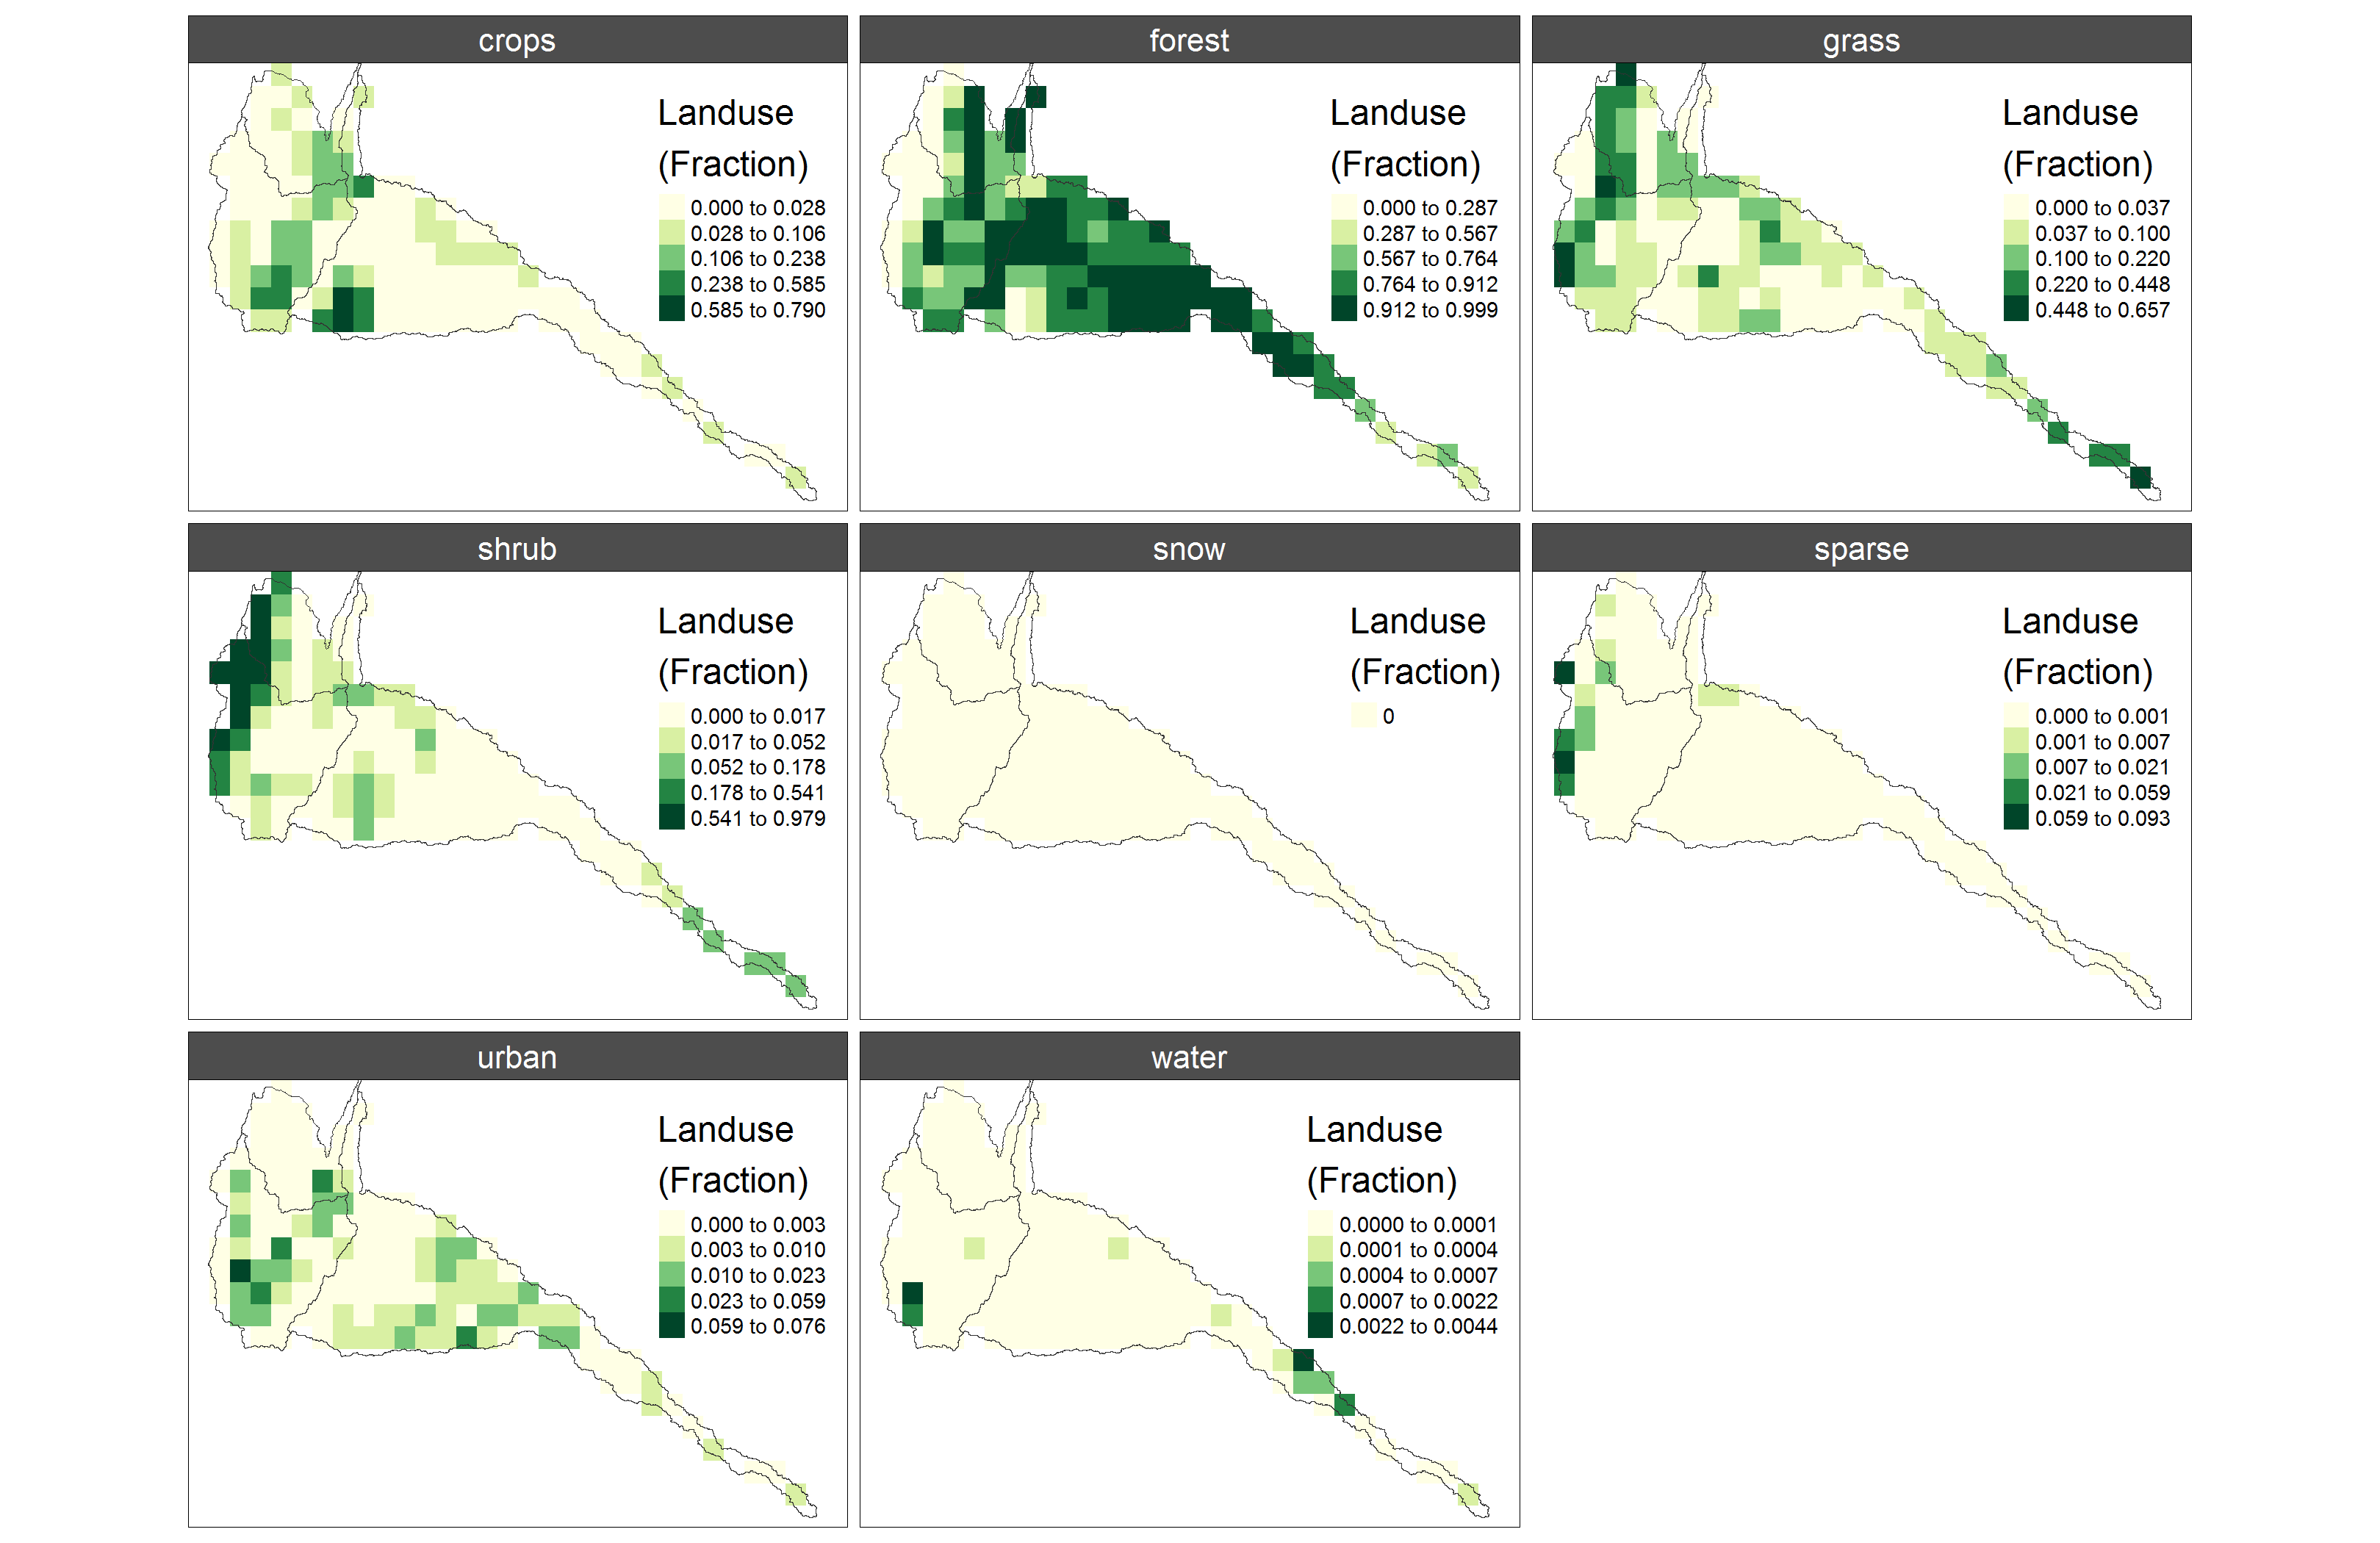 crops
Landuse
(Fraction)
0.000 to 0.028
0.028 to 0.106
0.106 to 0.238
0.238 to 0.585
0.585 to 0.790
forest
Landuse
(Fraction)
0.000 to 0.287
0.287 to 0.567
0.567 to 0.764
0.764 to 0.912
0.912 to 0.999
grass
Landuse
(Fraction)
0.000 to 0.037
0.037 to 0.100
0.100 to 0.220
0.220 to 0.448
0.448 to 0.657
shrub
Landuse
(Fraction)
0.000 to 0.017
0.017 to 0.052
0.052 to 0.178
0.178 to 0.541
0.541 to 0.979
snow
Landuse
(Fraction)
0
sparse
Landuse
(Fraction)
0.000 to 0.001
0.001 to 0.007
0.007 to 0.021
0.021 to 0.059
0.059 to 0.093
urban
Landuse
(Fraction)
0.000 to 0.003
0.003 to 0.010
0.010 to 0.023
0.023 to 0.059
0.059 to 0.076
water
Landuse
(Fraction)
0.0000 to 0.0001
0.0001 to 0.0004
0.0004 to 0.0007
0.0007 to 0.0022
0.0022 to 0.0044